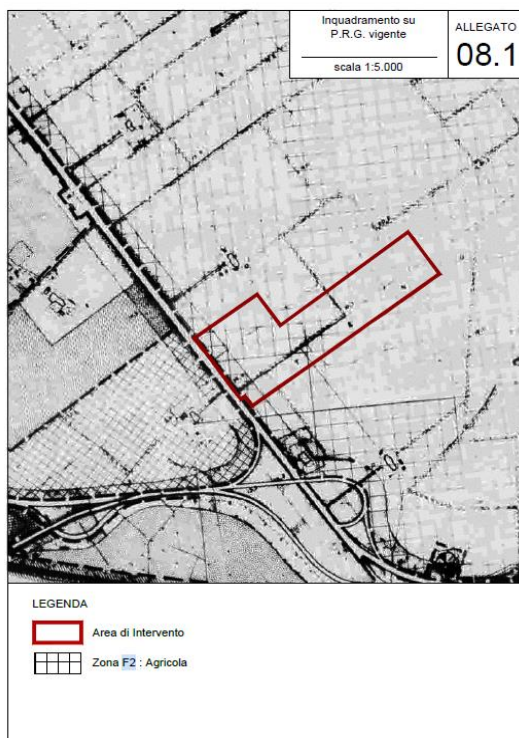 Inquadramento su
P.R.G. vigente
scala 1:5.000
ALLEGATO
08.1
LEGENDA
Area di Intervento
Zona F2 : Agricola